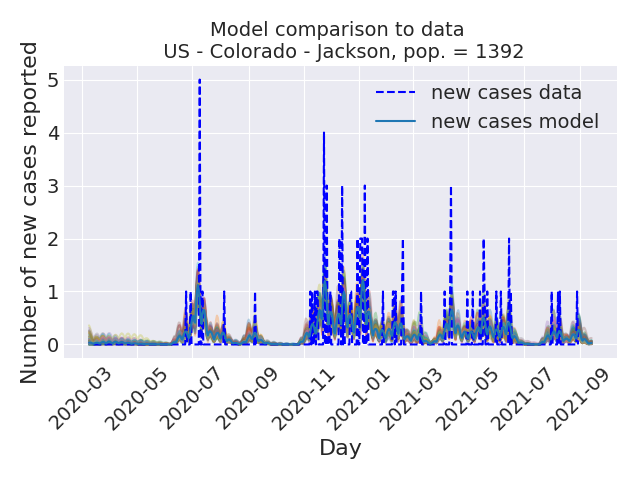 Model comparison to data
US - Colorado - Jackson, pop. = 1392
Number of new cases reported
5
4
3
2
1
0
new cases data
new cases model
2020-03
2020-05
2020-07
2020-09
2020-11
2021-01
2021-03
2021-05
2021-07
2021-09
Day